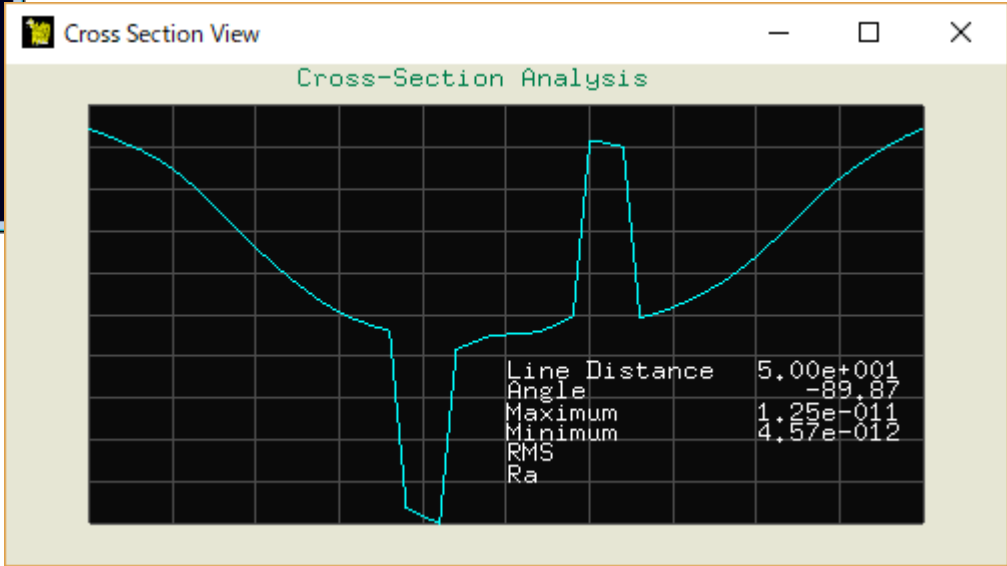 Cross Section View
Cross-Section Analysis
Line Distance 5.00e+001
Angle -89.87
Maximum 1.25e-011
Minimum 4.57e-012
RMS
Ra